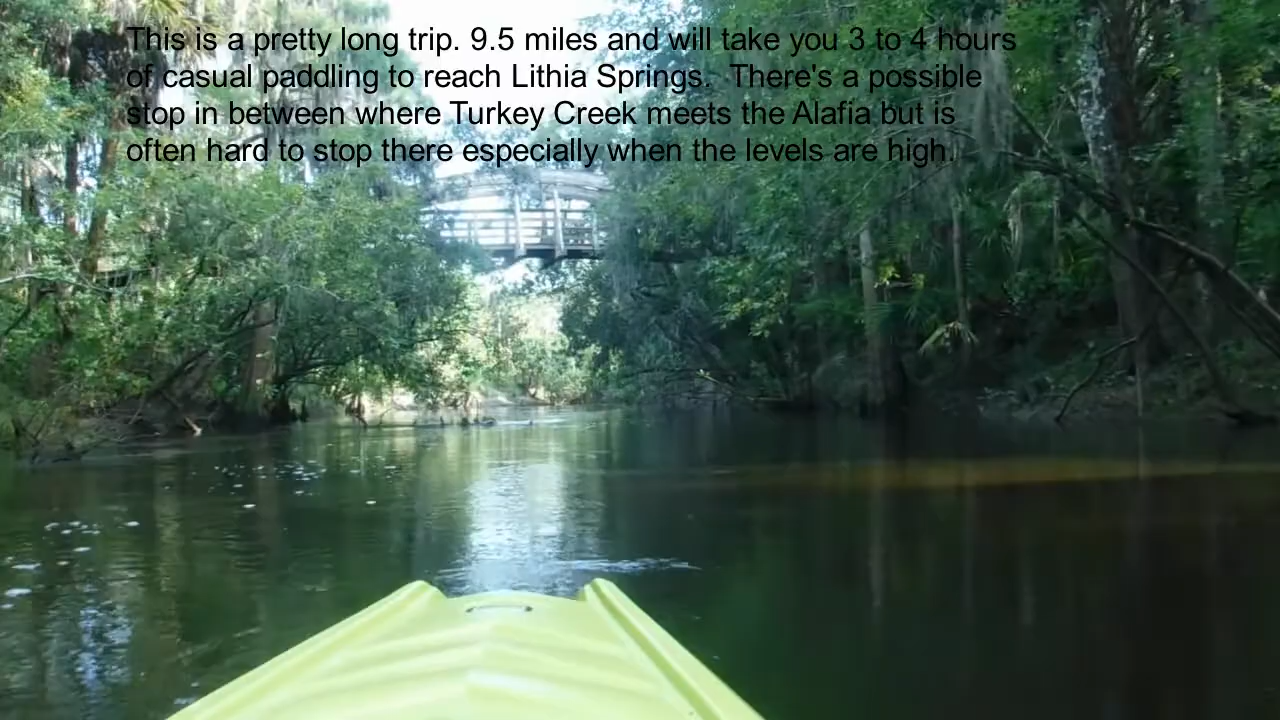 This is a pretty long trip. 9.5 miles and will take you 3 to 4 hours
of casual paddling to reach Lithia Springs.  There's a possible
stop in between where Turkey Creek meets the Alafia but is
often hard to stop there especially when the levels are high.